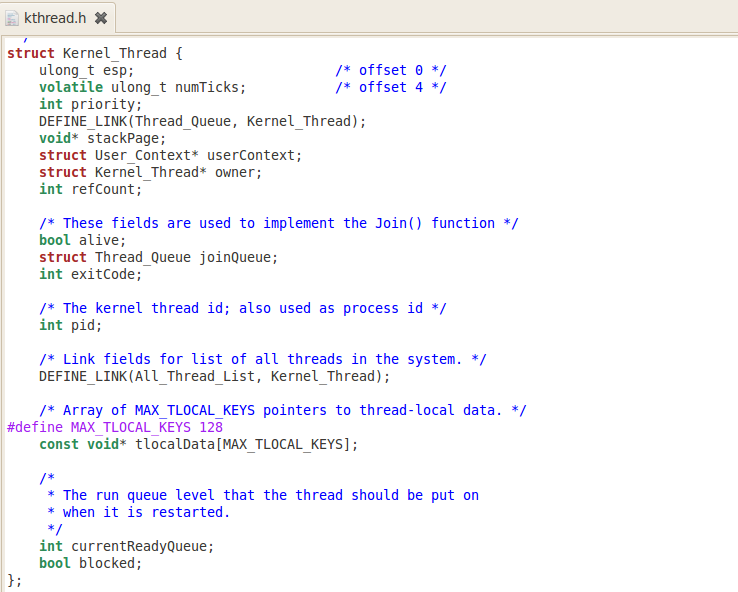 kthread.h
*/
struct Kernel_Thread {
    ulong_t esp;                         /* offset 0 */
    volatile ulong_t numTicks;           /* offset 4 */
    int priority;
    DEFINE_LINK(Thread_Queue, Kernel_Thread);
    void* stackPage;
    struct User_Context* userContext;
    struct Kernel_Thread* owner;
    int refCount;

    /* These fields are used to implement the Join() function */
    bool alive;
    struct Thread_Queue joinQueue;
    int exitCode;

    /* The kernel thread id; also used as process id */
    int pid;

    /* Link fields for list of all threads in the system. */
    DEFINE_LINK(All_Thread_List, Kernel_Thread);

    /* Array of MAX_TLOCAL_KEYS pointers to thread-local data. */
#define MAX_TLOCAL_KEYS 128
    const void* tlocalData[MAX_TLOCAL_KEYS];

    /*
     * The run queue level that the thread should be put on
     * when it is restarted.
     */
    int currentReadyQueue;
    bool blocked;
};